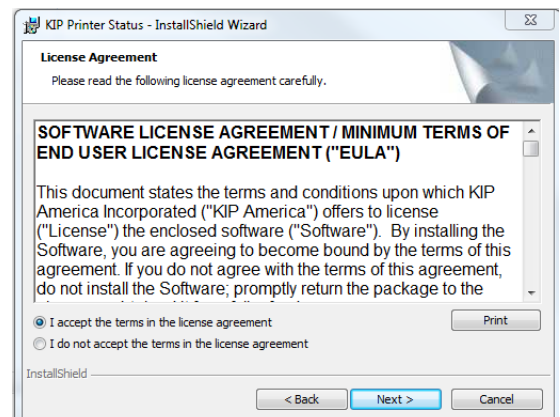 KIP Printer Status - InstallShield Wizard
License Agreement
Please read the following license agreement carefully.
SOFTWARE LICENSE AGREEMENT / MINIMUM TERMS OF
END USER LICENSE AGREEMENT ("EULA")
This document states the terms and conditions upon which KIP
America Incorporated ("KIP America") offers to license
("License") the enclosed software ("Software").  By installing the
Software, you are agreeing to become bound by the terms of this
agreement. If you do not agree with the terms of this agreement,
do not install the Software; promptly return the package to the
I accept the terms in the license agreement
Print
I do not accept the terms in the license agreement
InstallShield
< Back
Next >
Cancel